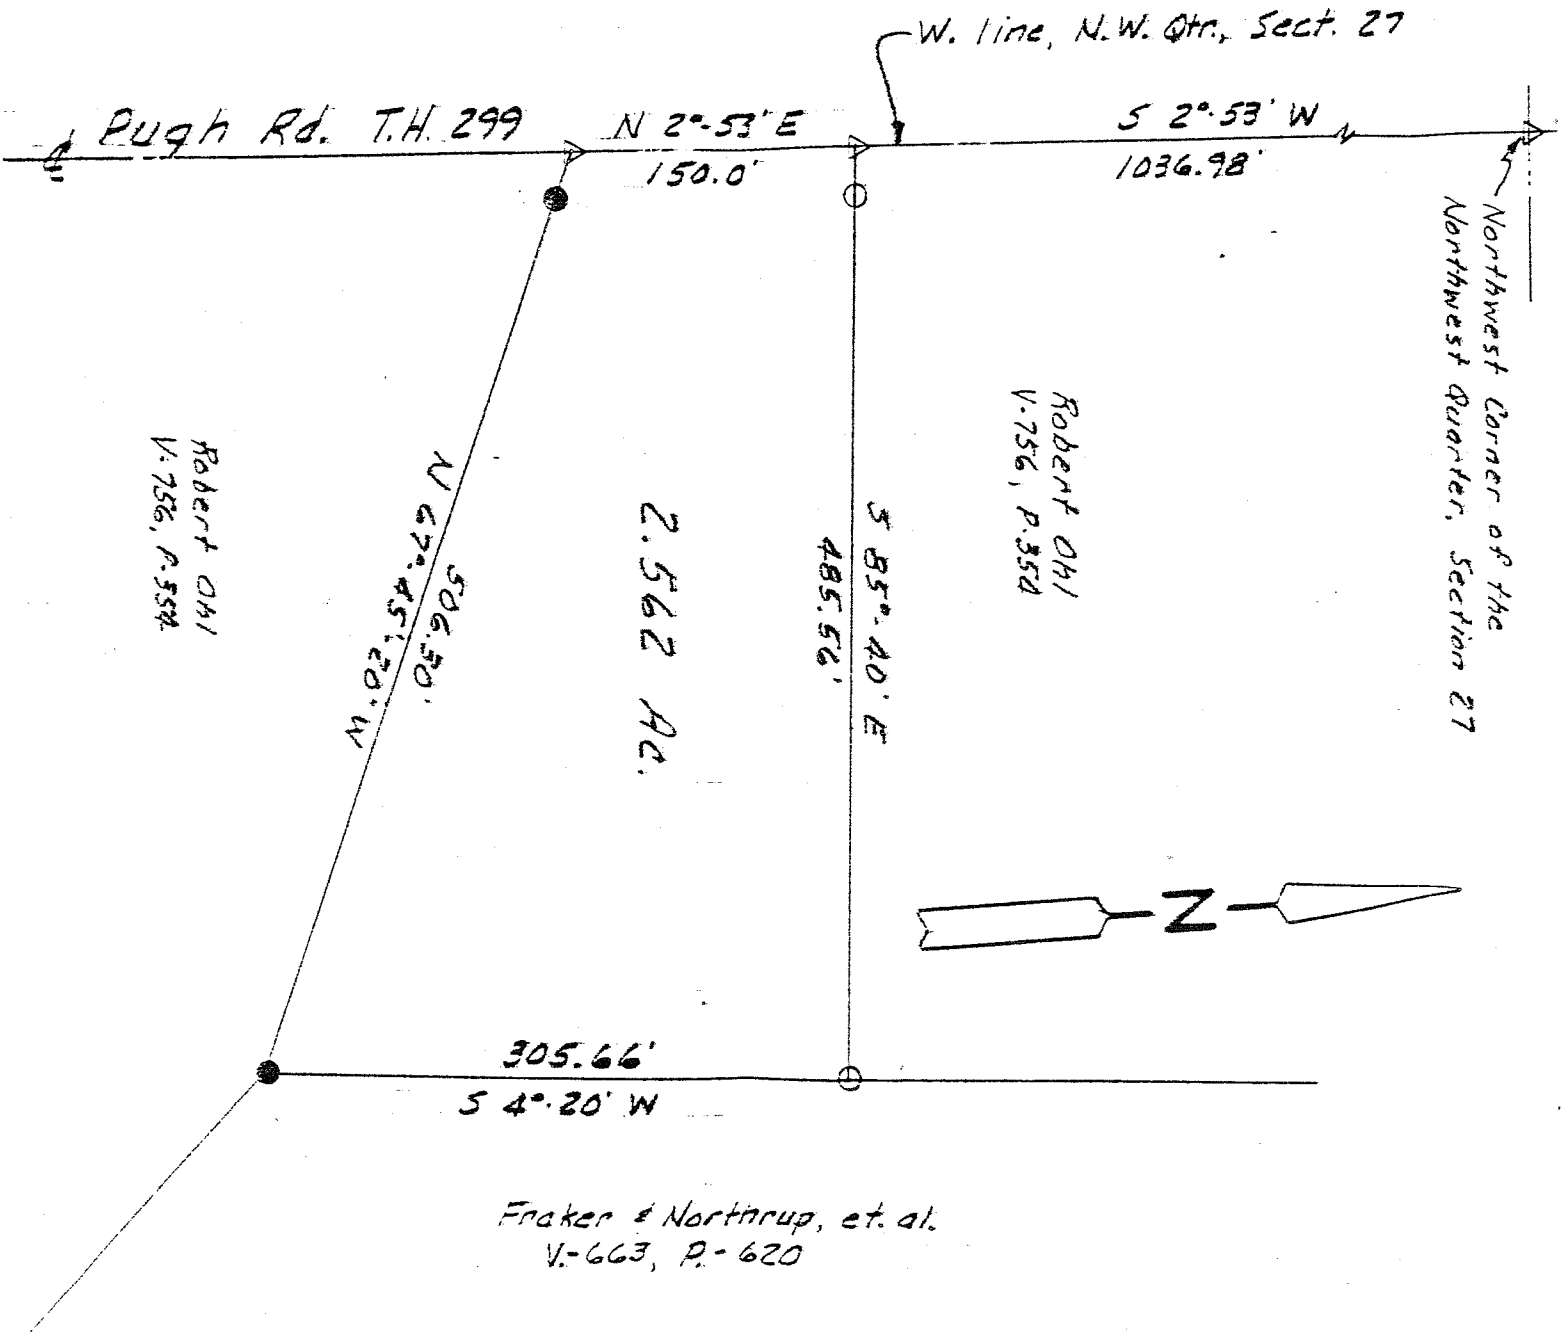 W. line, N.W. Qtr., Sect. 27
Pugh Rd. T.H. 299
N 2°-53' E
150.0'
S 2°-53' W
1036.98'
Northwest Corner of the
Northwest Quarter, Section 27
Robert Ohl
V-756, P-354
S 85°-40' E
485.56'
2.562 Ac.
506.30'
N 67°-45'-20" W
Robert Ohl
V-756, P-354
N
305.66'
S 4°-20' W
Fraker & Northrup, et. al.
V.-663, P.-620